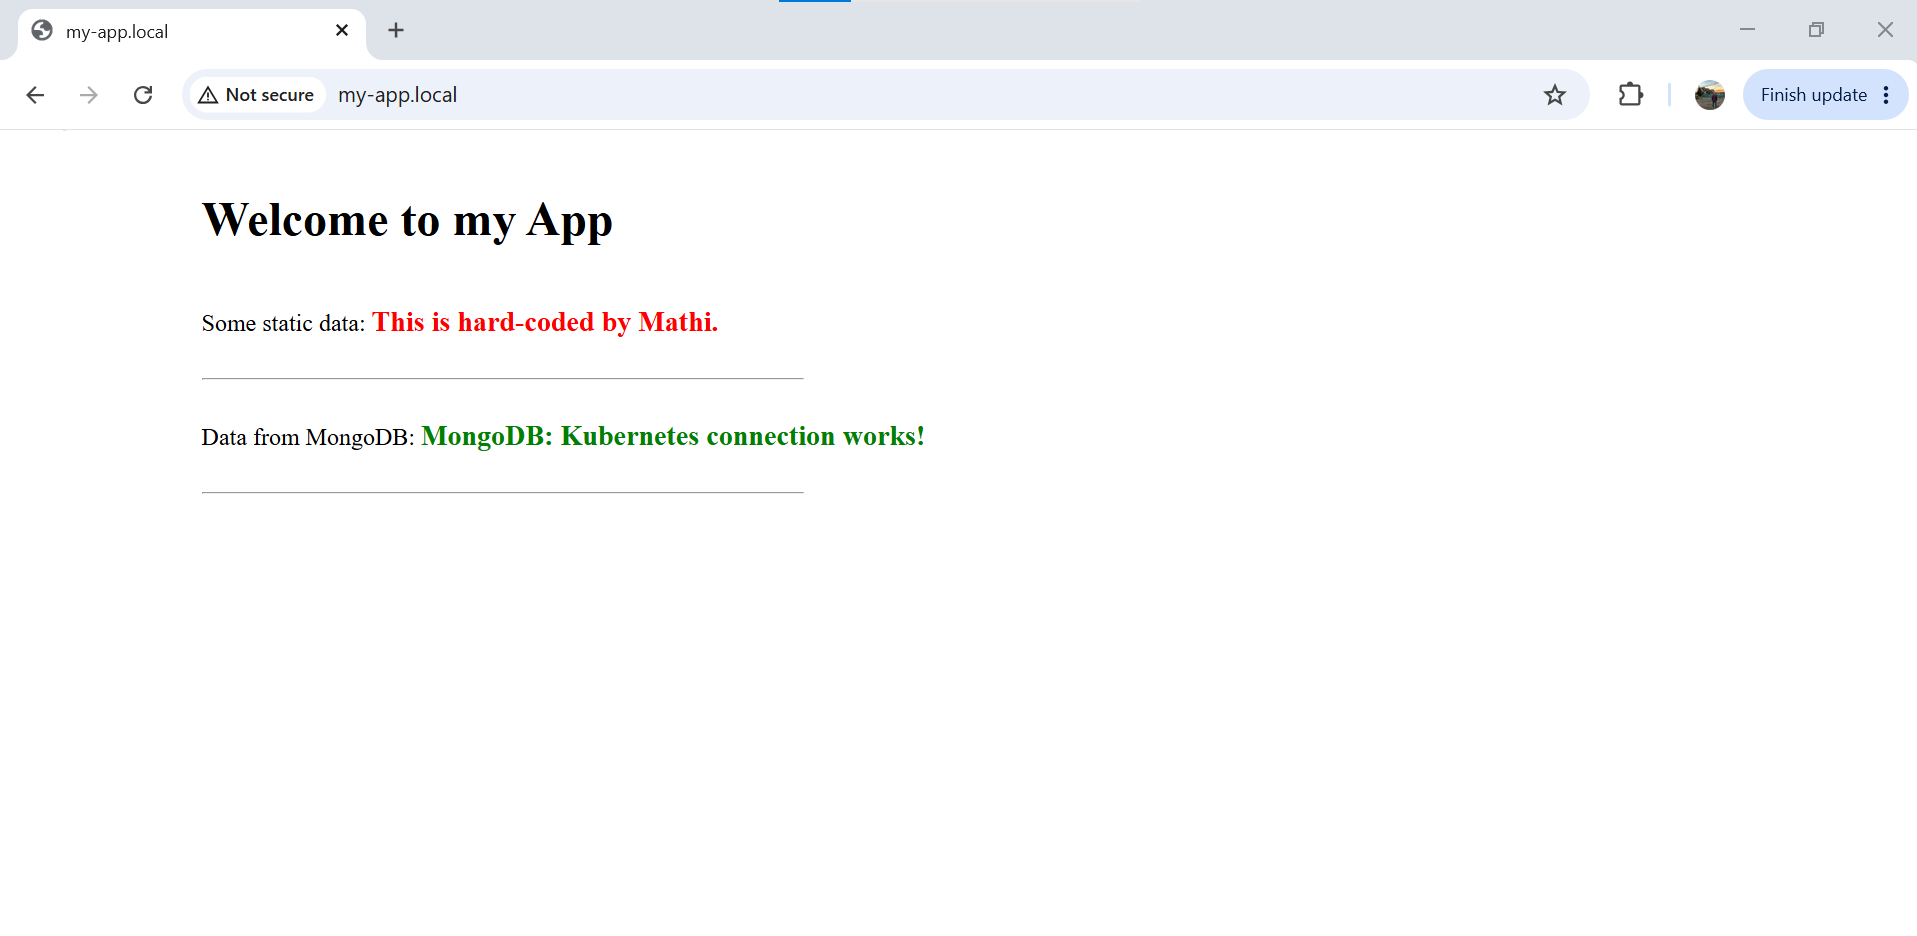 my-app.local
Not secure
my-app.local
Finish update
Welcome to my App
Some static data: This is hard-coded by Mathi.
Data from MongoDB: MongoDB: Kubernetes connection works!